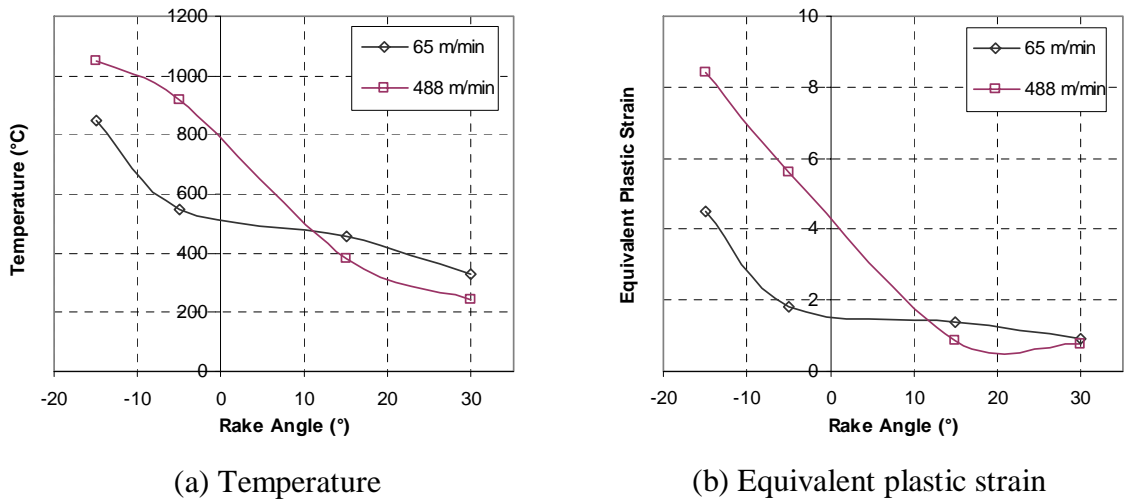 1200
1000
800
600
400
200
0
-20 -10 0 10 20 30
Temperature (°C)
Rake Angle (°)
65 m/min
488 m/min
(a) Temperature
10
8
6
4
2
0
-20 -10 0 10 20 30
Equivalent Plastic Strain
Rake Angle (°)
65 m/min
488 m/min
(b) Equivalent plastic strain